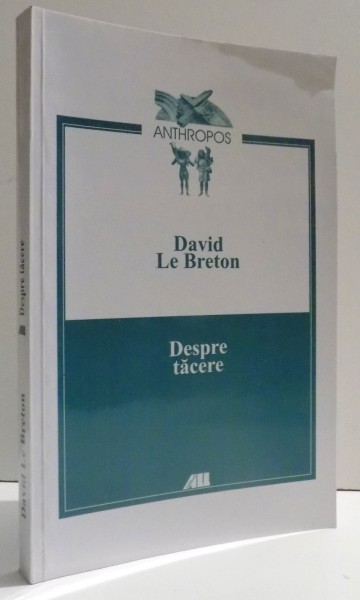 ANTHROPOS
David
Le Breton
Despre
tăcere
ALL
David Le Breton Despre tăcere